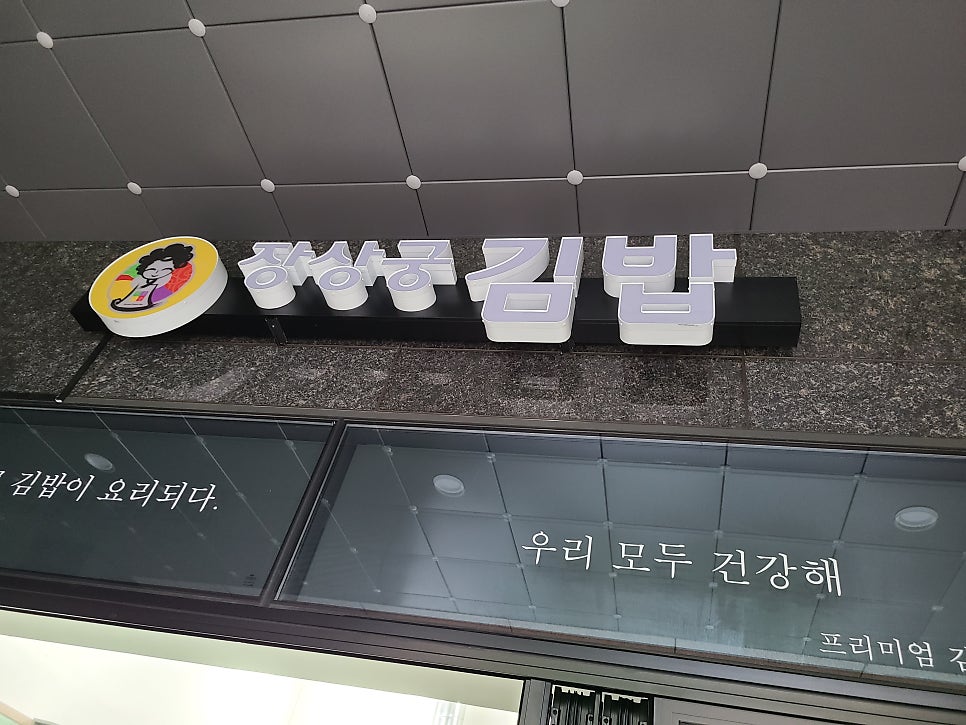 장상궁 김밥
김밥이 요리되다.
우리 모두 건강해
프리미엄